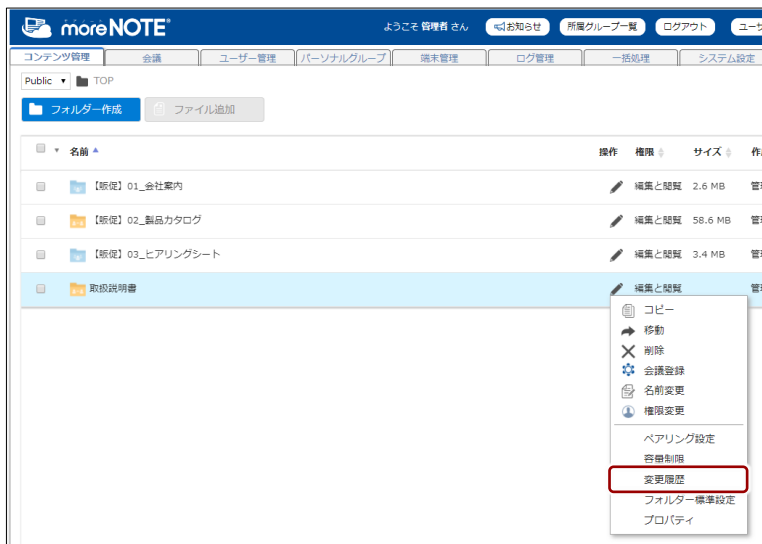 moreNOTE
ようこそ 管理者 さん
お知らせ
所属グループ一覧
ログアウト
コンテンツ管理
会議
ユーザー管理
パーソナルグループ
端末管理
ログ管理
一括処理
システム設定
Public TOP
フォルダー作成
ファイル追加
名前 操作 権限 サイズ
【販促】01_会社案内 編集と閲覧 2.6 MB
【販促】02_製品カタログ 編集と閲覧 58.6 MB
【販促】03_ヒアリングシート 編集と閲覧 3.4 MB
取扱説明書 編集と閲覧
コピー
移動
削除
会議登録
名前変更
権限変更
ペアリング設定
容量制限
変更履歴
フォルダー標準設定
プロパティ